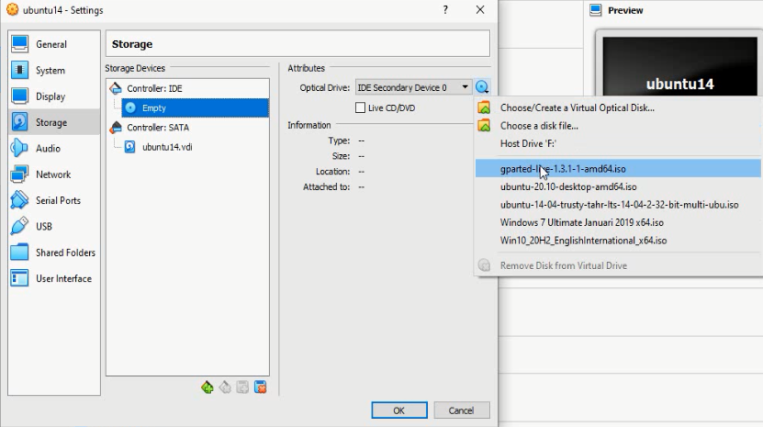 ubuntu14 - Settings
?
Preview
General
System
Display
Storage
Audio
Network
Serial Ports
USB
Shared Folders
User Interface
Storage
Storage Devices
Controller: IDE
Empty
Controller: SATA
ubuntu14.vdi
Attributes
Optical Drive: IDE Secondary Device 0
Live CD/DVD
Information
Type: --
Size: --
Location: --
Attached to: --
OK
Cancel
ubuntu14
Choose/Create a Virtual Optical Disk...
Choose a disk file...
Host Drive 'F:'
gparted-live-1.3.1-1-amd64.iso
ubuntu-20.10-desktop-amd64.iso
ubuntu-14-04-trusty-tahr-lts-14-04-2-32-bit-multi-ubu.iso
Windows 7 Ultimate Januari 2019 x64.iso
Win10_20H2_EnglishInternational_x64.iso
Remove Disk from Virtual Drive